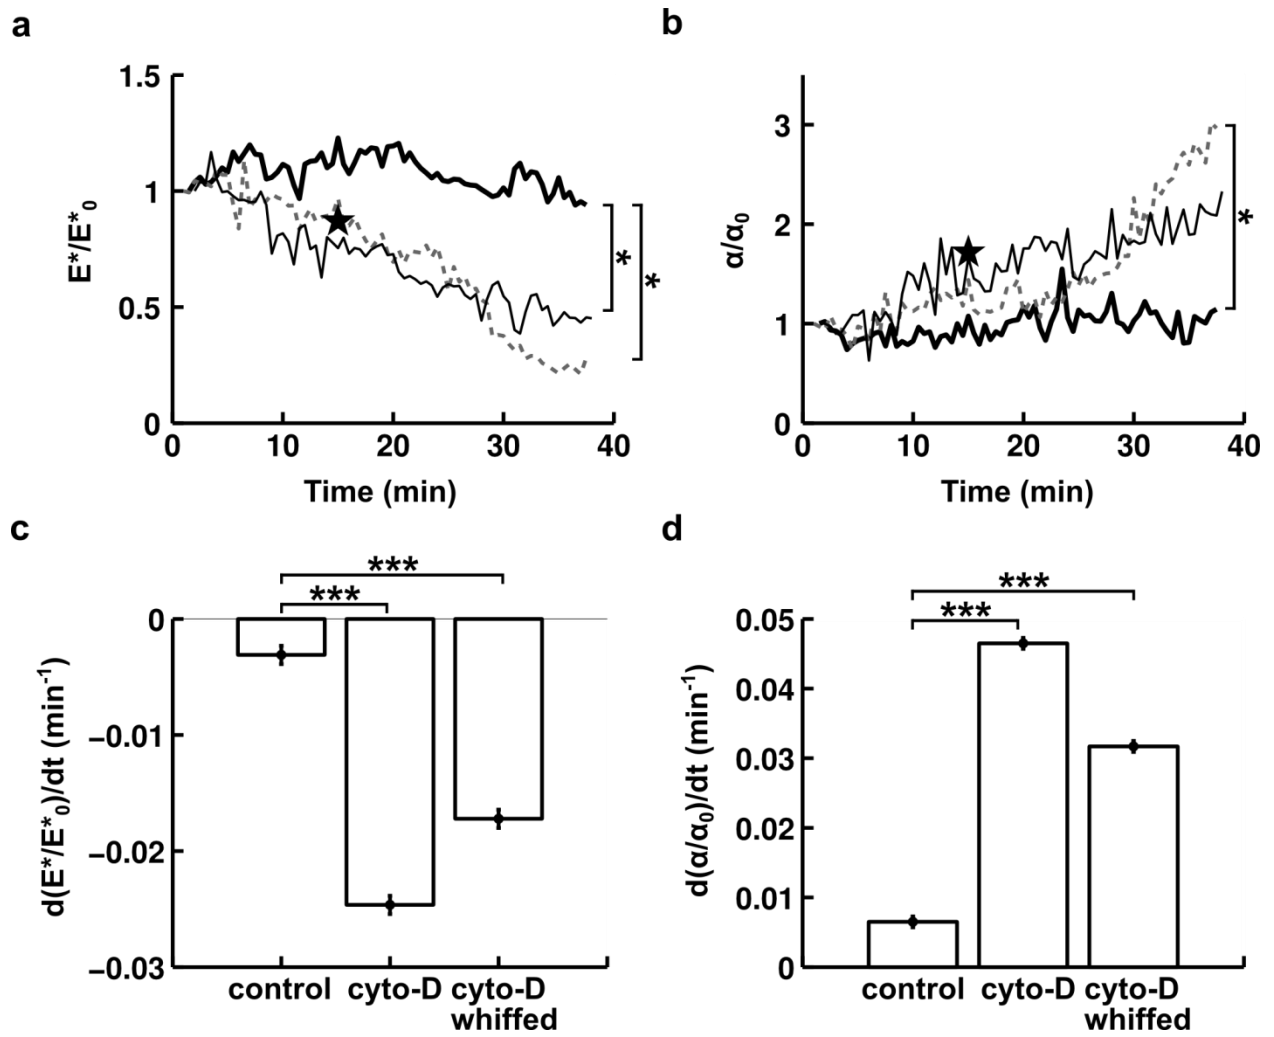 a
E*/E*₀
1.5
1
0.5
0
*
*
0 10 20 30 40
Time (min)
b
α/α₀
3
2
1
0
*
0 10 20 30 40
Time (min)
c
d(E*/E*₀)/dt (min⁻¹)
***
***
0
−0.01
−0.02
−0.03
control cyto-D cyto-D
whiffed
d
d(α/α₀)/dt (min⁻¹)
***
***
0.05
0.04
0.03
0.02
0.01
0
control cyto-D cyto-D
whiffed